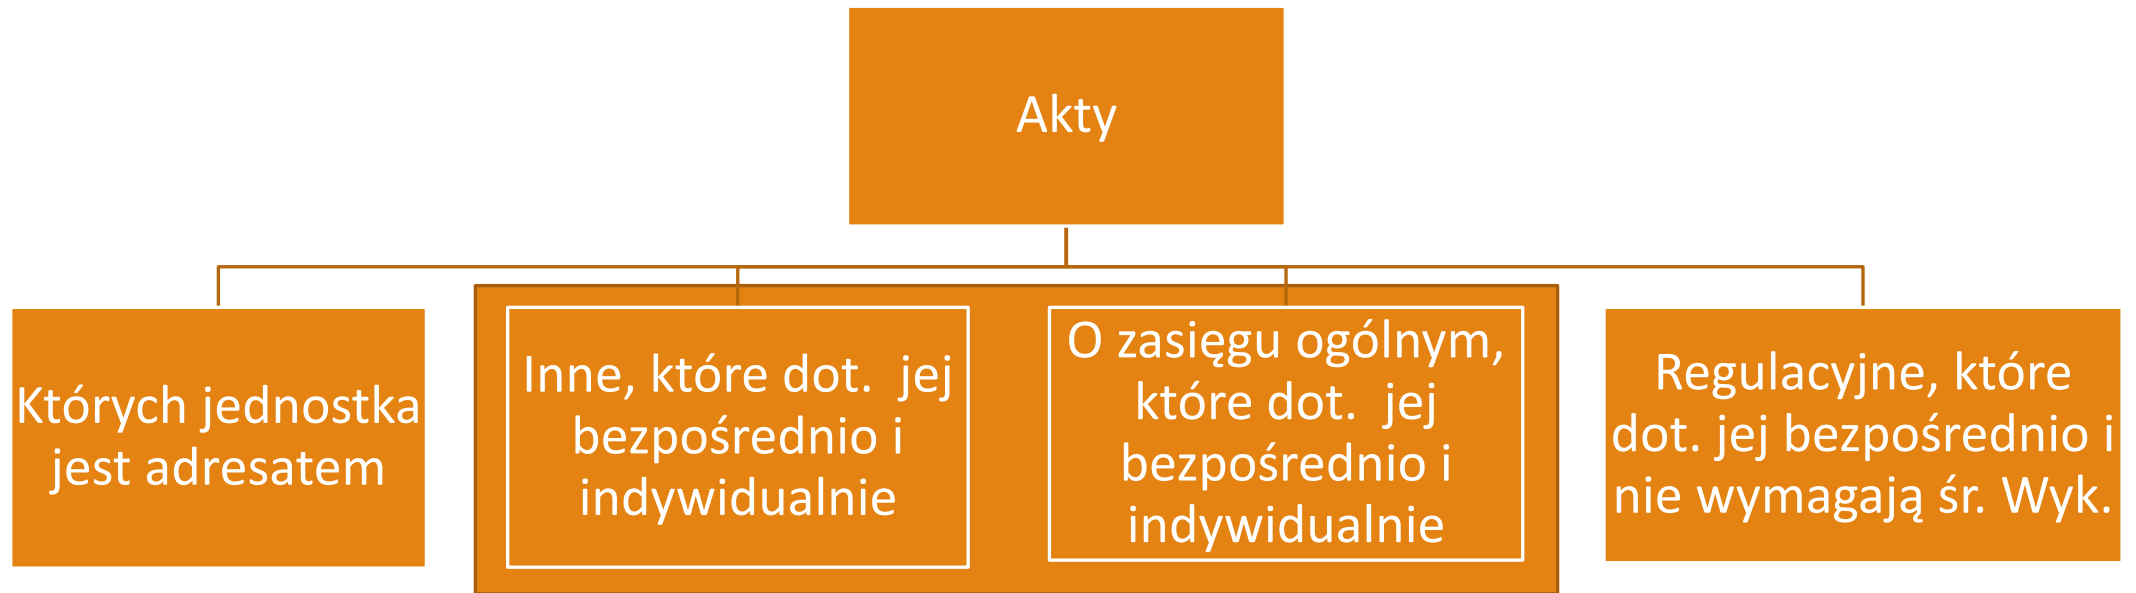 Akty
Których jednostka
jest adresatem
Inne, które dot.  jej
bezpośrednio i
indywidualnie
O zasięgu ogólnym,
które dot.  jej
bezpośrednio i
indywidualnie
Regulacyjne, które
dot. jej bezpośrednio i
nie wymagają śr. Wyk.